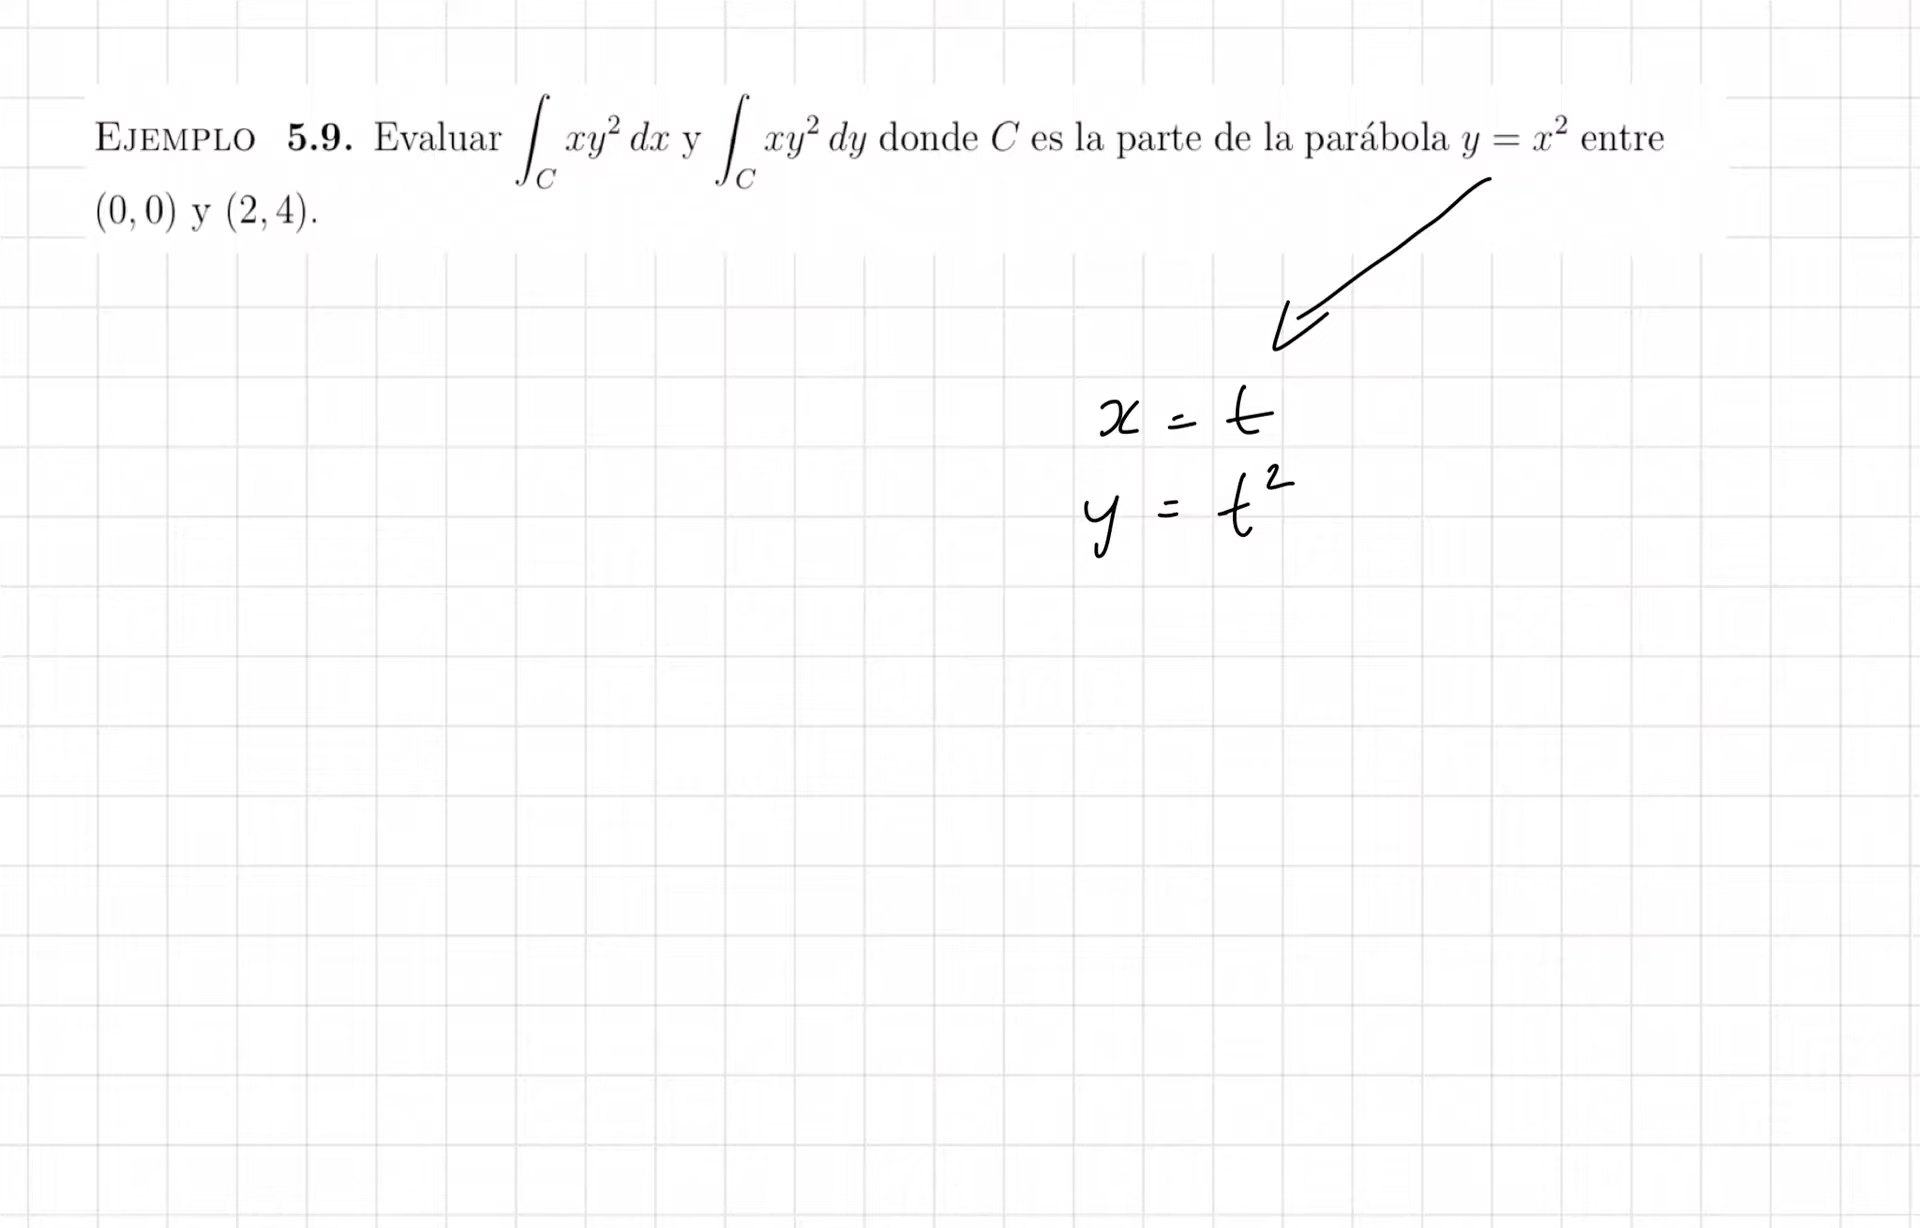 EJEMPLO 5.9. Evaluar ∫_C xy² dx y ∫_C xy² dy donde C es la parte de la parábola y = x² entre
(0, 0) y (2, 4).
x = t
y = t²